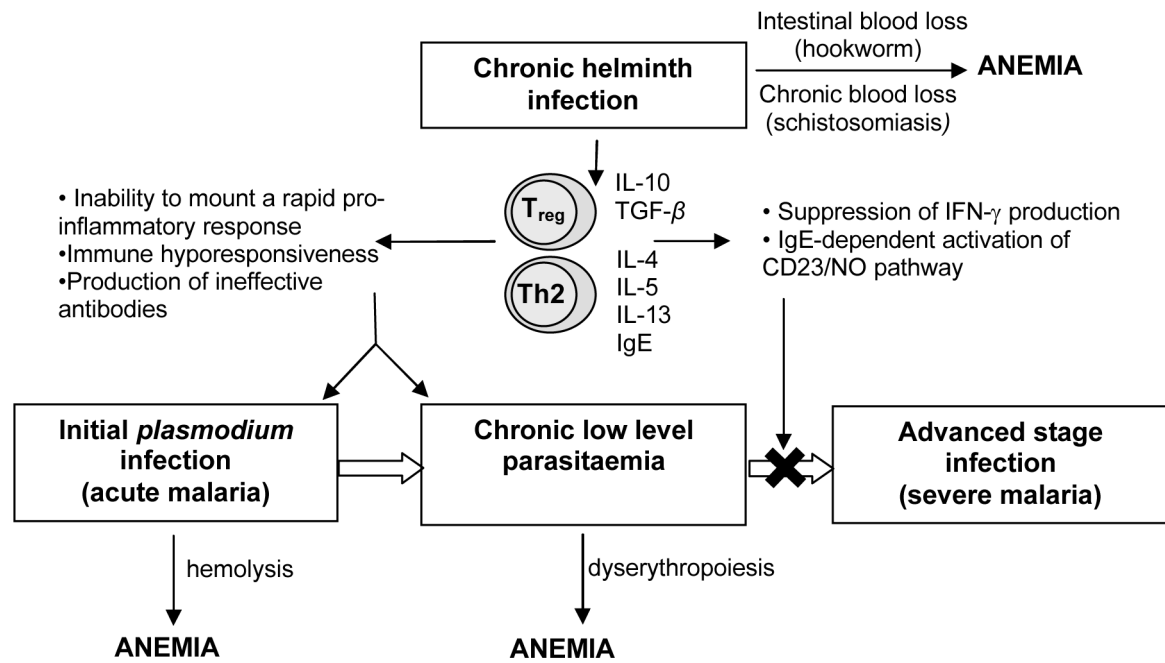 Chronic helminth
infection
Intestinal blood loss
(hookworm)
ANEMIA
Chronic blood loss
(schistosomiasis)
• Inability to mount a rapid pro-
inflammatory response
•Immune hyporesponsiveness
•Production of ineffective
antibodies
Treg
Th2
IL-10
TGF-β
IL-4
IL-5
IL-13
IgE
• Suppression of IFN-γ production
• IgE-dependent activation of
CD23/NO pathway
Initial plasmodium
infection
(acute malaria)
Chronic low level
parasitaemia
Advanced stage
infection
(severe malaria)
hemolysis
dyserythropoiesis
ANEMIA
ANEMIA